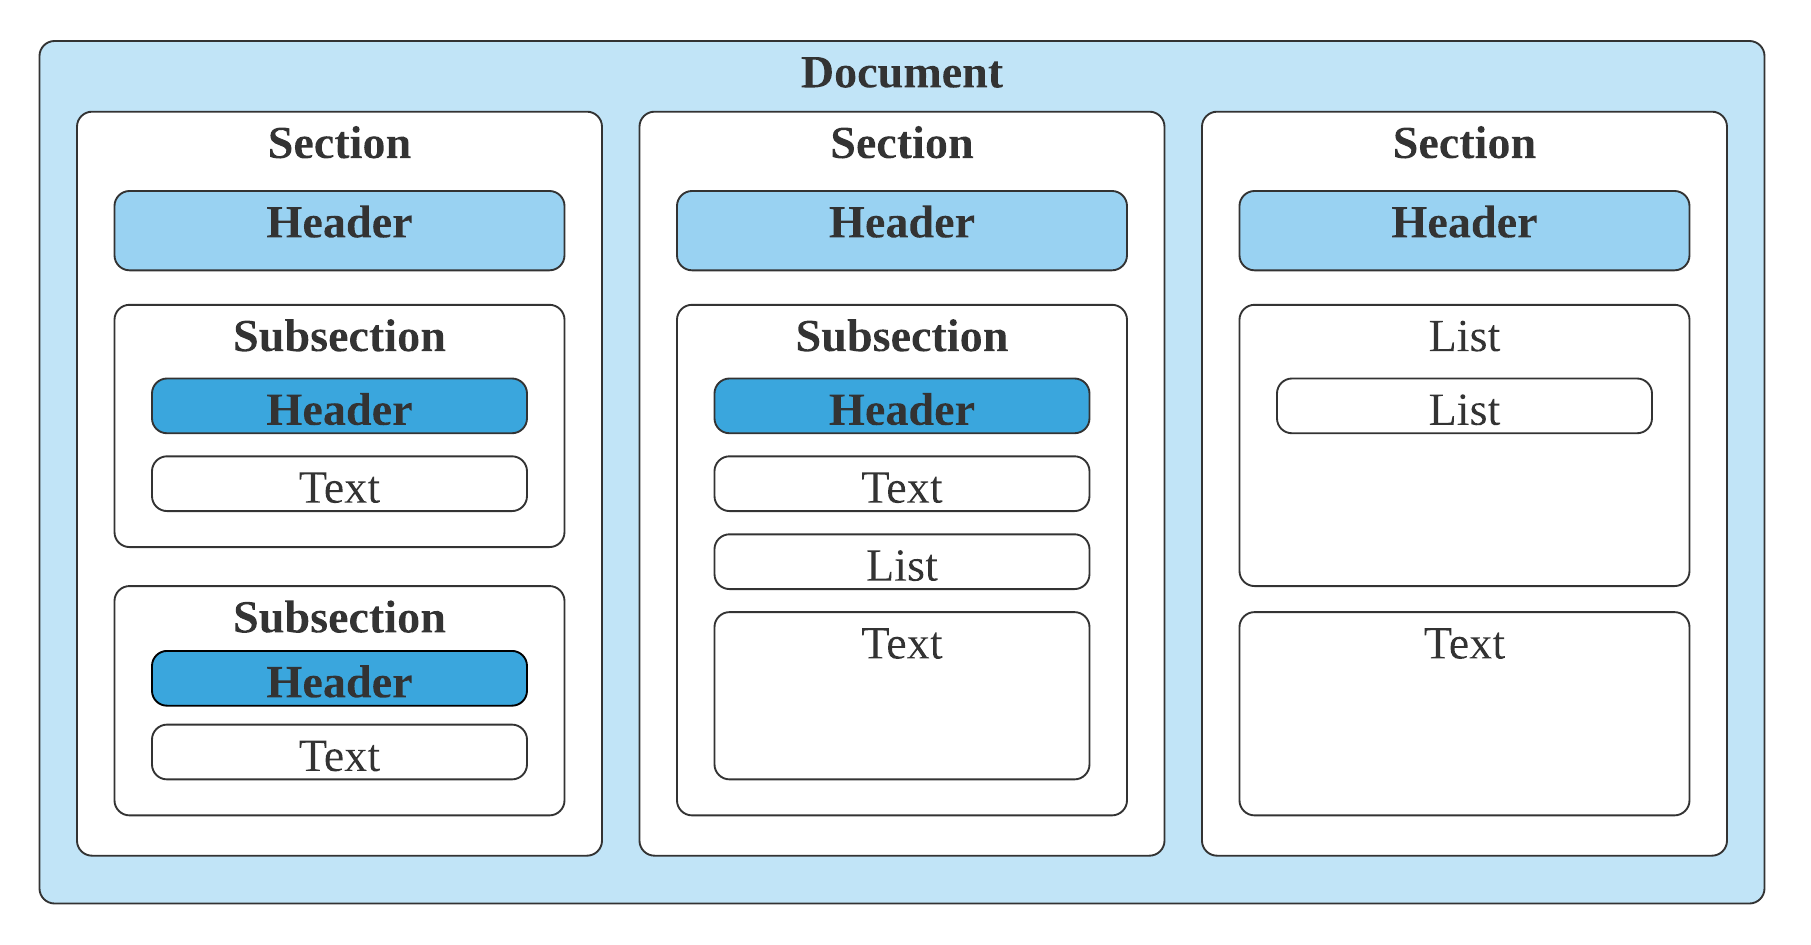 Document
Section
Header
Subsection
Header
Text
Subsection
Header
Text
Section
Header
Subsection
Header
Text
List
Text
Section
Header
List
List
Text